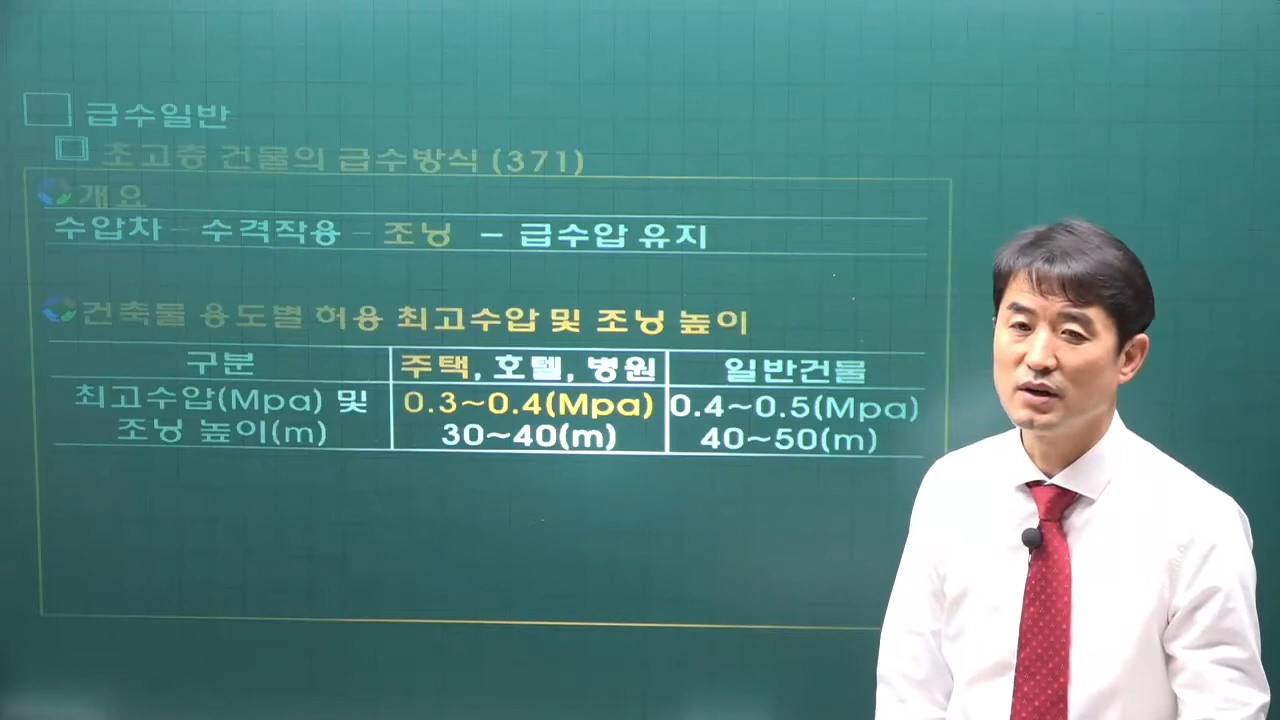 급수일반
초고층 건물의 급수방식 (371)
개요
수압차 - 수격작용 - 조닝 - 급수압 유지
건축물 용도별 허용 최고수압 및 조닝 높이
구분 주택, 호텔, 병원 일반건물
최고수압(Mpa) 및 0.3~0.4(Mpa) 0.4~0.5(Mpa)
조닝 높이(m) 30~40(m) 40~50(m)